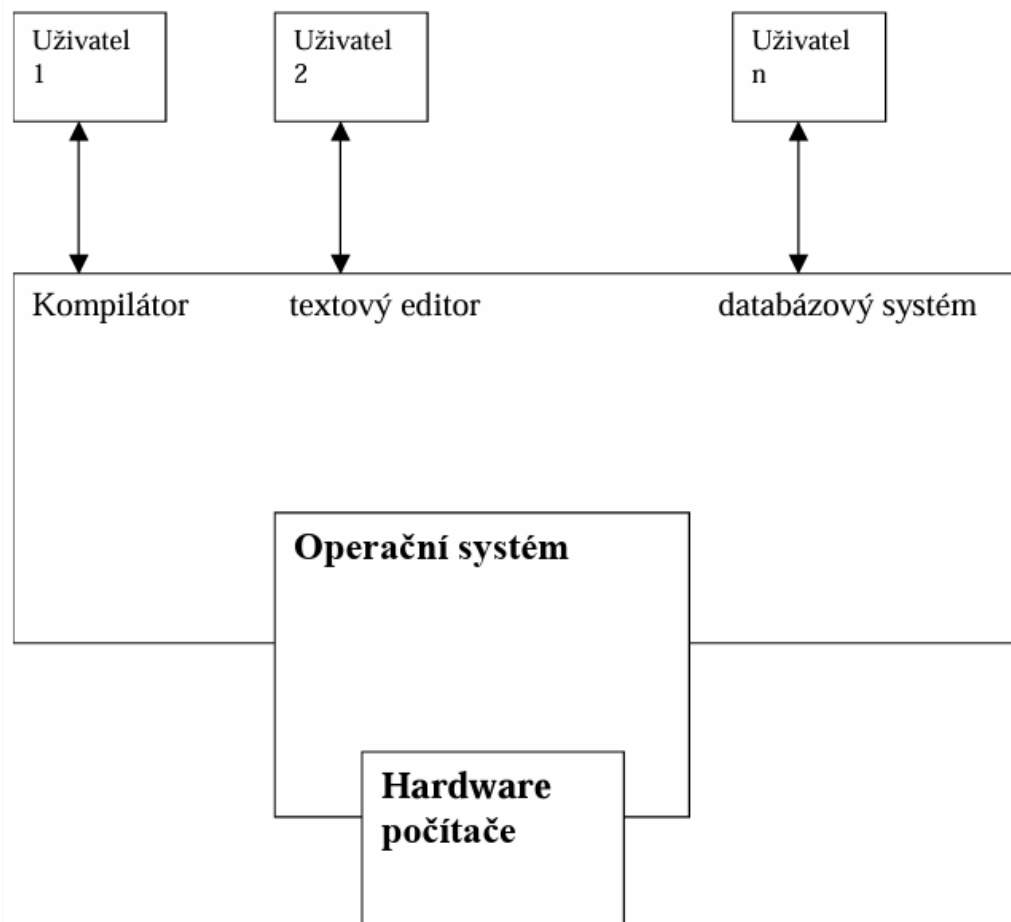 Uživatel
1
Uživatel
2
Uživatel
n
Kompilátor
textový editor
databázový systém
Operační systém
Hardware
počítače